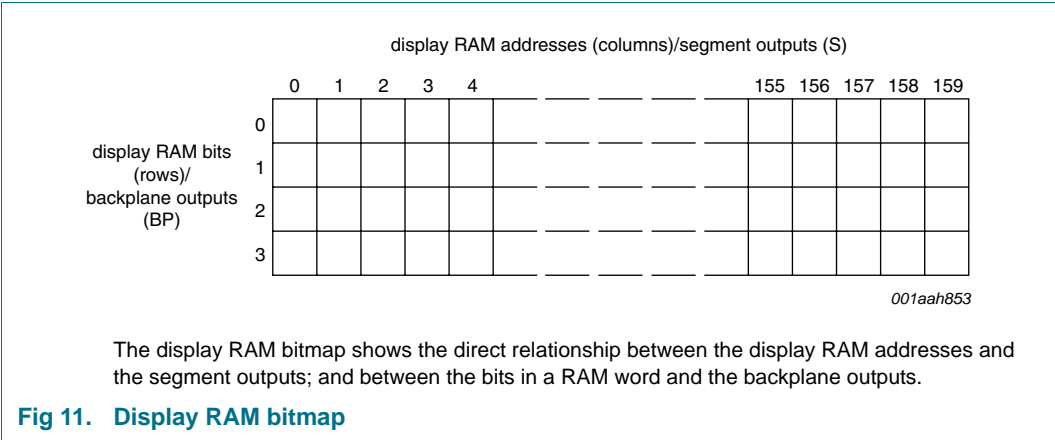 display RAM addresses (columns)/segment outputs (S)
0 1 2 3 4 155 156 157 158 159
0
display RAM bits
(rows)/
backplane outputs
(BP)
1
2
3
001aah853
The display RAM bitmap shows the direct relationship between the display RAM addresses and
the segment outputs; and between the bits in a RAM word and the backplane outputs.
Fig 11. Display RAM bitmap